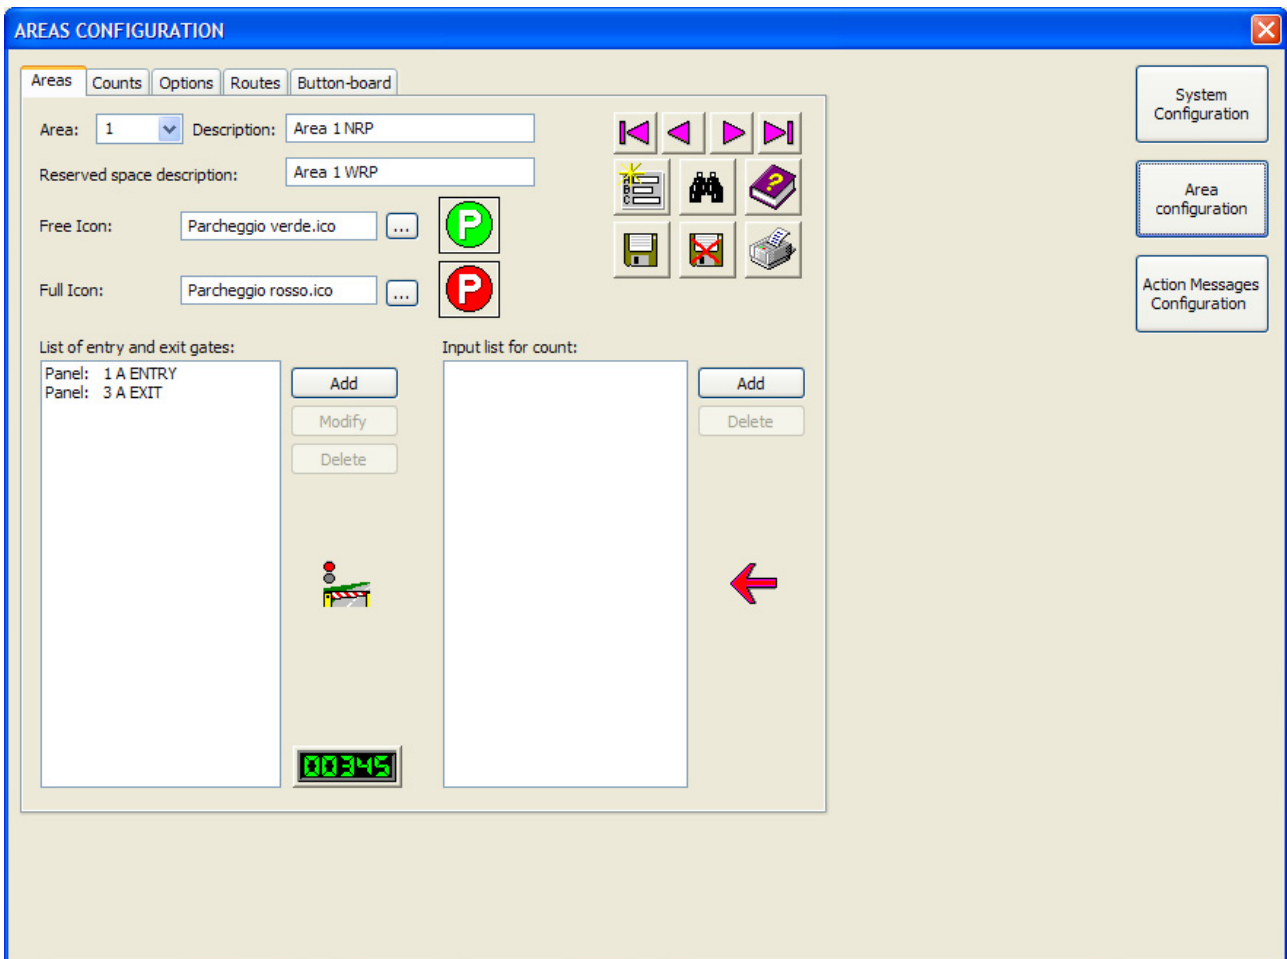 AREAS CONFIGURATION
Areas
Counts
Options
Routes
Button-board
Area:
1
Description:
Area 1 NRP
Reserved space description:
Area 1 WRP
Free Icon:
Parcheggio verde.ico
...
P
Full Icon:
Parcheggio rosso.ico
...
P
List of entry and exit gates:
Panel: 1 A ENTRY
Panel: 3 A EXIT
Add
Modify
Delete
00345
Input list for count:
Add
Delete
A
B
C
?
System
Configuration
Area
configuration
Action Messages
Configuration